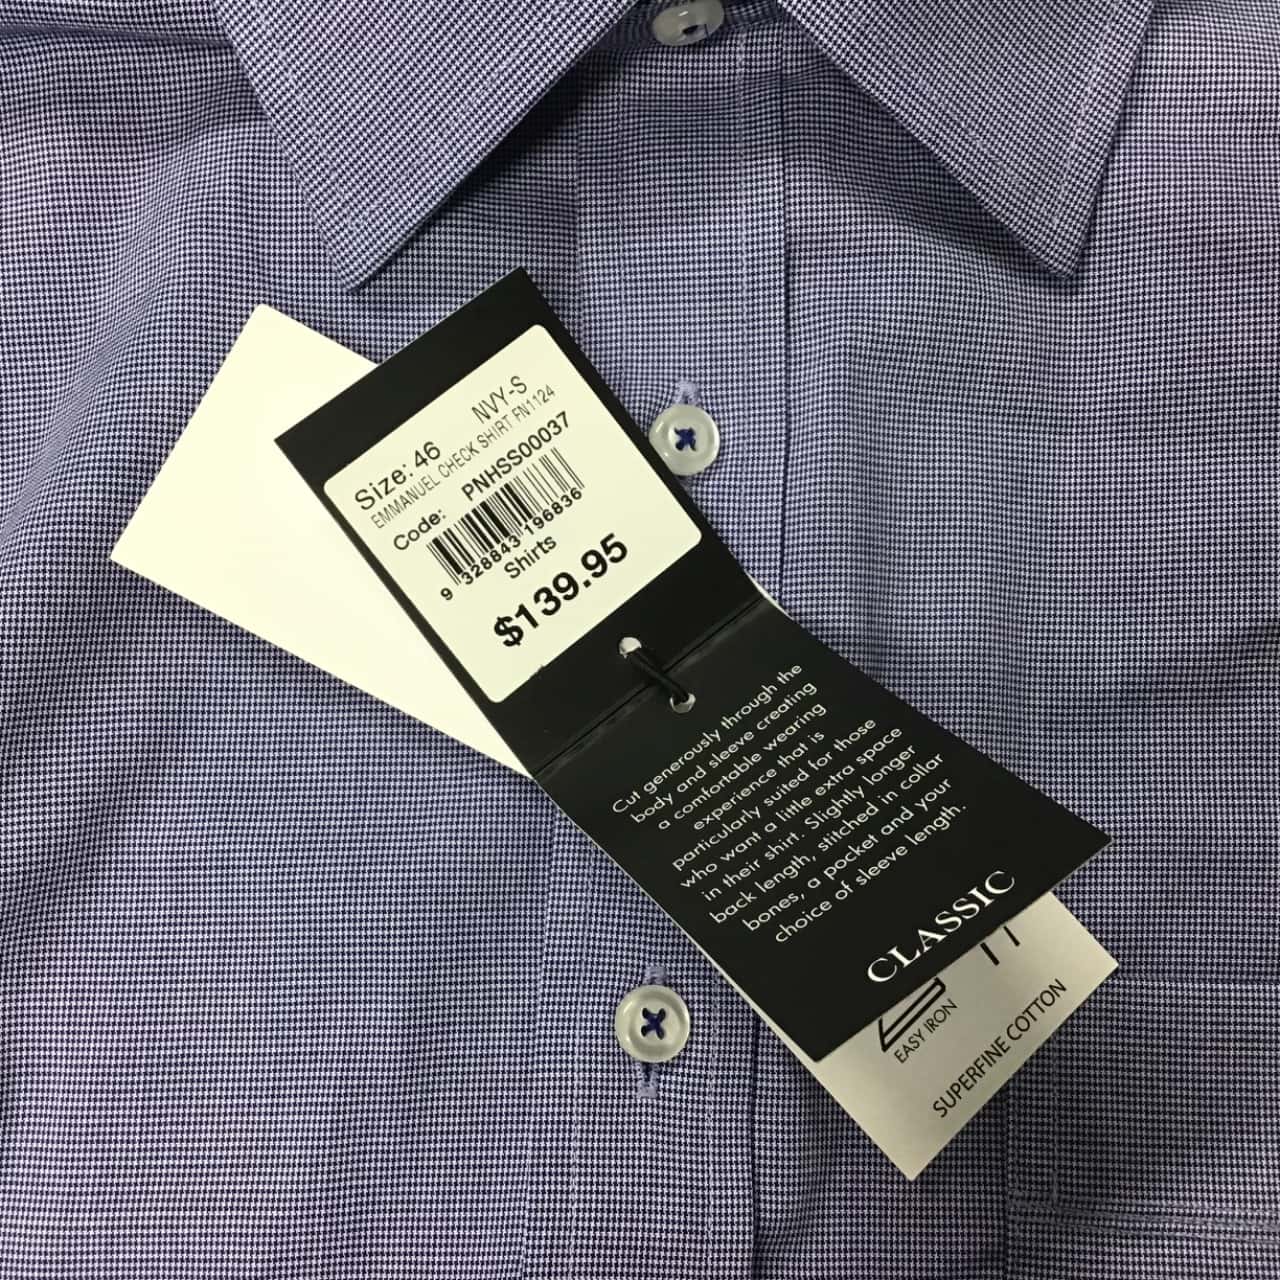 Size: 46 NVY-S
EMMANUEL CHECK SHIRT FN1124
Code: PNHSS00037
9 328843 196836
Shirts
$139.95
Cut generously through the
body and sleeve creating
a comfortable wearing
experience that is
particularly suited for those
who want a little extra space
in their shirt. Slightly longer
back length, stitched in collar
bones, a pocket and your
choice of sleeve length.
CLASSIC
EASY IRON
SUPERFINE COTTON